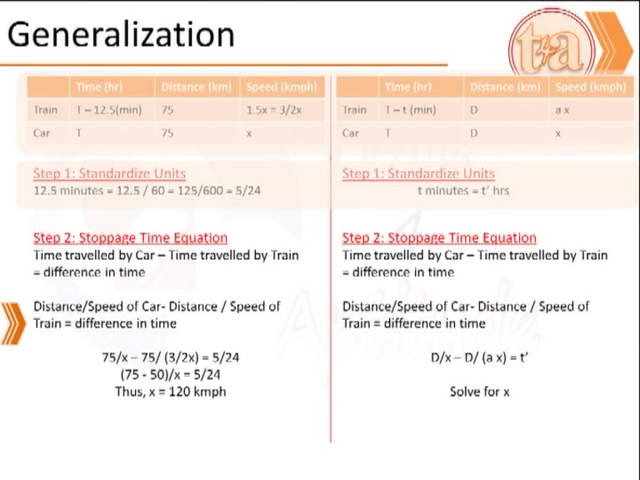 Generalization
t4a
Time (hr) Distance (km) Speed (kmph)
Train T – 12.5(min) 75 1.5x = 3/2x
Car T 75 x
Step 1: Standardize Units
12.5 minutes = 12.5 / 60 = 125/600 = 5/24
Step 2: Stoppage Time Equation
Time travelled by Car – Time travelled by Train
= difference in time
Distance/Speed of Car- Distance / Speed of
Train = difference in time
75/x – 75/ (3/2x) = 5/24
(75 - 50)/x = 5/24
Thus, x = 120 kmph
Time (hr) Distance (km) Speed (kmph)
Train T – t (min) D a x
Car T D x
Step 1: Standardize Units
t minutes = t’ hrs
Step 2: Stoppage Time Equation
Time travelled by Car – Time travelled by Train
= difference in time
Distance/Speed of Car- Distance / Speed of
Train = difference in time
D/x – D/ (a x) = t’
Solve for x